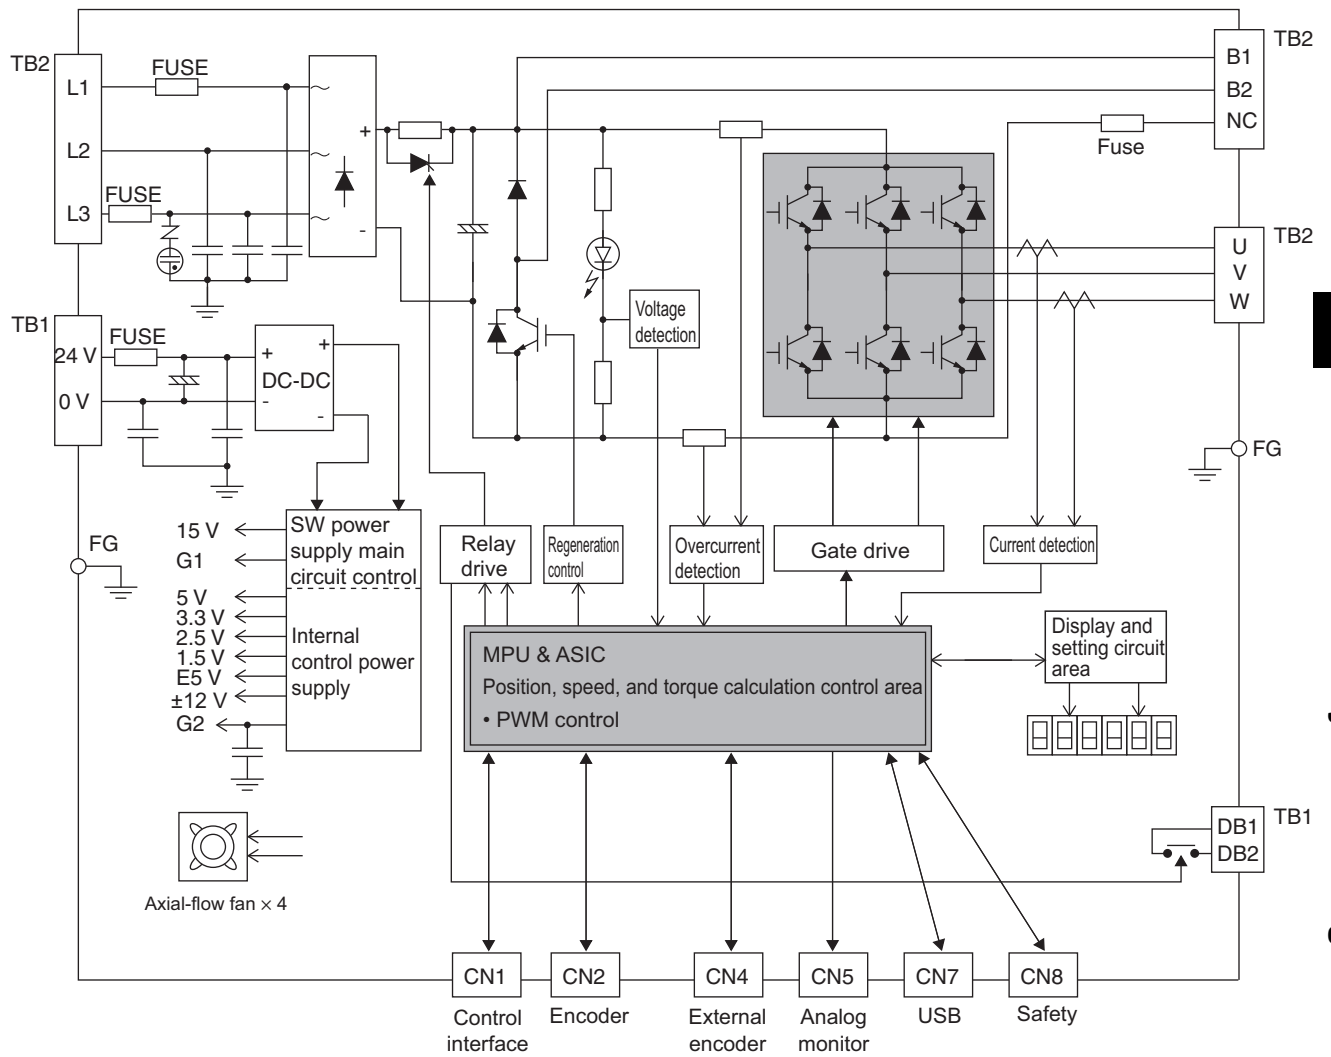 TB2
L1
FUSE
L2
FUSE
L3
~
~
~
+
-
TB2
B1
B2
NC
Fuse
TB2
U
V
W
TB1
24 V
FUSE
0 V
+
-
DC-DC
+
-
Voltage
detection
FG
FG
15 V
G1
5 V
3.3 V
2.5 V
1.5 V
E5 V
±12 V
G2
SW power
supply main
circuit control
Internal
control power
supply
Relay
drive
Regeneration
control
Overcurrent
detection
Gate drive
Current detection
MPU & ASIC
Position, speed, and torque calculation control area
• PWM control
Display and
setting circuit
area
Axial-flow fan × 4
TB1
DB1
DB2
CN1
CN2
CN4
CN5
CN7
CN8
Control
interface
Encoder
External
encoder
Analog
monitor
USB
Safety